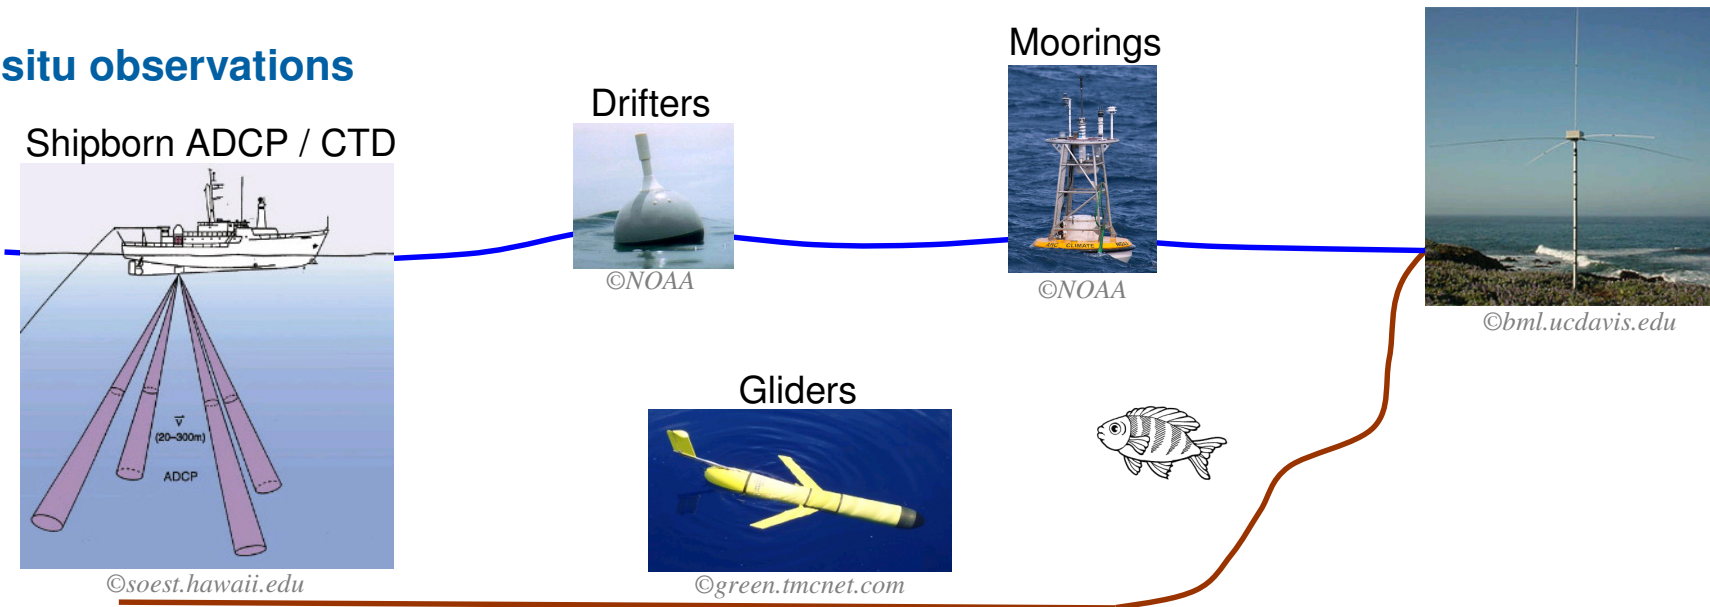 situ observations
Shipborn ADCP / CTD
Drifters
Moorings
v
(20–300m)
ADCP
©soest.hawaii.edu
©NOAA
CLIMATE
©NOAA
©bml.ucdavis.edu
Gliders
©green.tmcnet.com